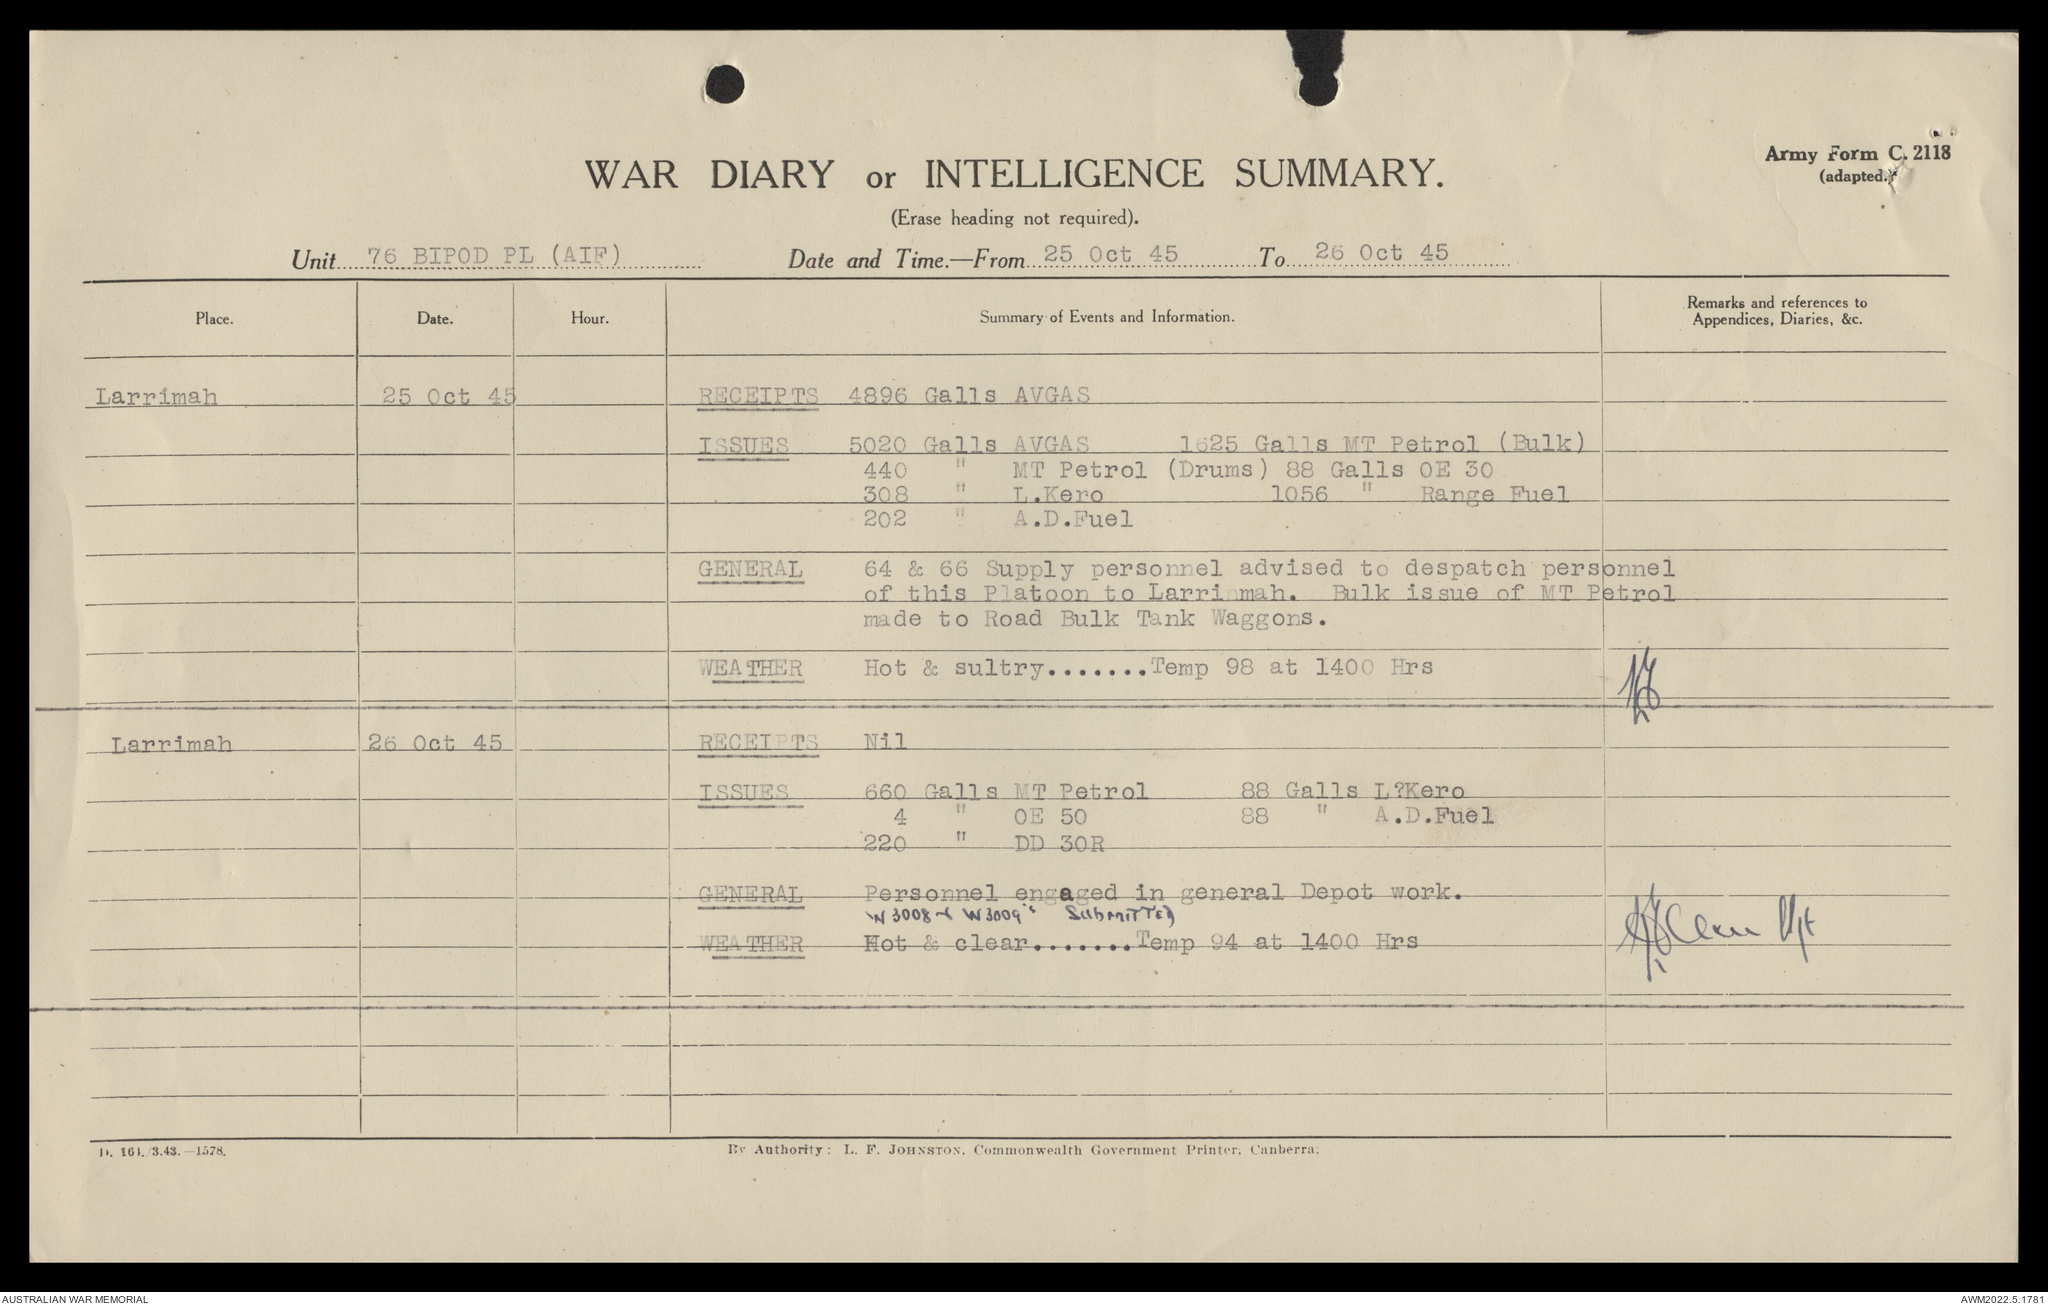 Army Form C. 2118
(adapted.)
WAR DIARY or INTELLIGENCE SUMMARY.
(Erase heading not required).
Unit 76 BIPOD PL (AIF) Date and Time.—From 25 Oct 45 To 26 Oct 45
Place. Date. Hour. Summary of Events and Information. Remarks and references to
Appendices, Diaries, &c.
Larrimah 25 Oct 45 RECEIPTS 4896 Galls AVGAS
ISSUES 5020 Galls AVGAS 1625 Galls MT Petrol (Bulk)
440 " MT Petrol (Drums) 88 Galls OE 30
308 " L.Kero 1056 " Range Fuel
202 " A.D.Fuel
GENERAL 64 & 66 Supply personnel advised to despatch personnel
of this Platoon to Larrinmah. Bulk issue of MT Petrol
made to Road Bulk Tank Waggons.
WEATHER Hot & sultry.......Temp 98 at 1400 Hrs
Larrimah 26 Oct 45 RECEIPTS Nil
ISSUES 660 Galls MT Petrol 88 Galls L?Kero
4 " OE 50 88 " A.D.Fuel
220 " DD 30R
GENERAL Personnel engaged in general Depot work.
W3008 & W3009's SUBMITTED
WEATHER Hot & clear.......Temp 94 at 1400 Hrs
D. 161./3.43.—1578. By Authority: L. F. JOHNSTON, Commonwealth Government Printer, Canberra.
AUSTRALIAN WAR MEMORIAL AWM2022.5.1781